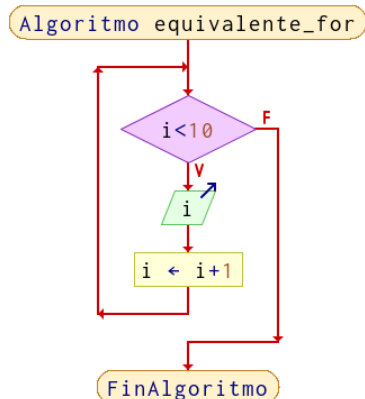 Algoritmo equivalente_for
i<10
F
V
i
i ← i+1
FinAlgoritmo